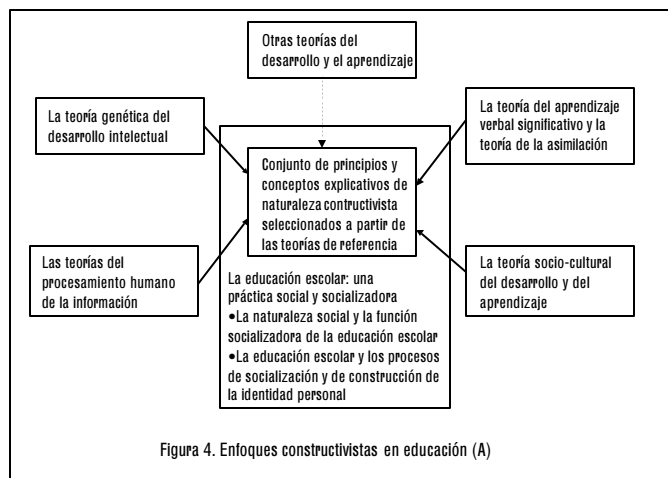 Otras teorías del
desarrollo y el aprendizaje
La teoría genética del
desarrollo intelectual
La teoría del aprendizaje
verbal significativo y la
teoría de la asimilación
Conjunto de principios y
conceptos explicativos de
naturaleza contructivista
seleccionados a partir de
las teorías de referencia
Las teorías del
procesamiento humano
de la información
La teoría socio-cultural
del desarrollo y del
aprendizaje
La educación escolar: una
práctica social y socializadora
•La naturaleza social y la función
socializadora de la educación escolar
•La educación escolar y los procesos
de socialización y de construcción de
la identidad personal
Figura 4. Enfoques constructivistas en educación (A)